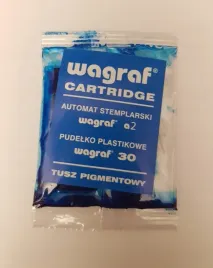 wagraf®
CARTRIDGE
AUTOMAT STEMPLARSKI
wagraf® a2
PUDEŁKO PLASTIKOWE
wagraf® 30
TUSZ PIGMENTOWY